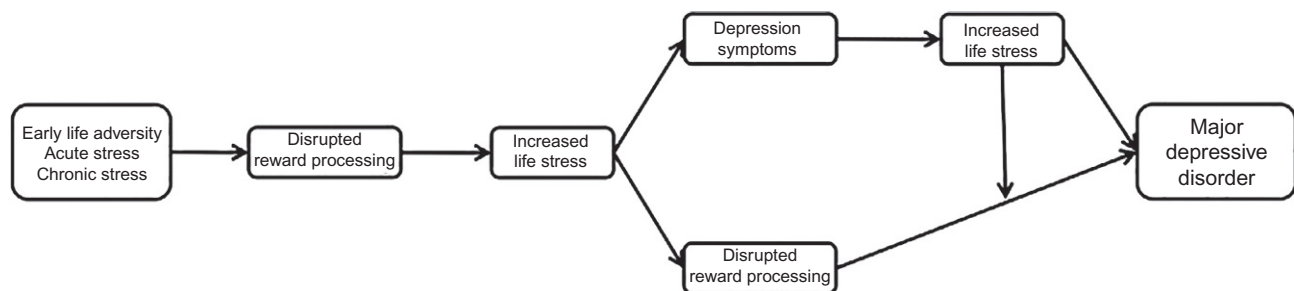 Early life adversity
Acute stress
Chronic stress
Disrupted
reward processing
Increased
life stress
Depression
symptoms
Increased
life stress
Disrupted
reward processing
Major
depressive
disorder